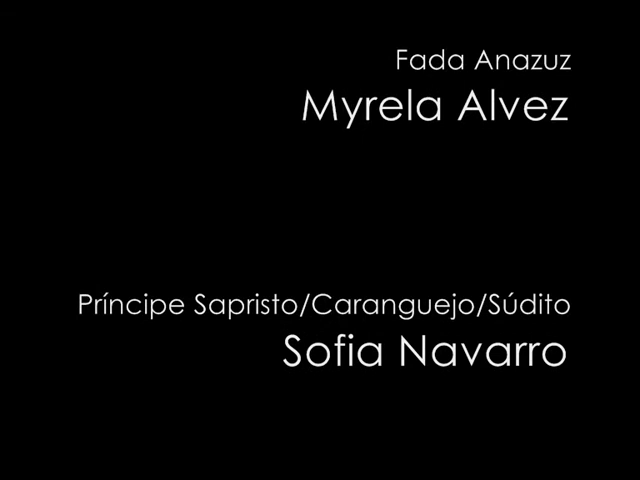 Fada Anazuz
Myrela Alvez
Príncipe Sapristo/Caranguejo/Súdito
Sofia Navarro